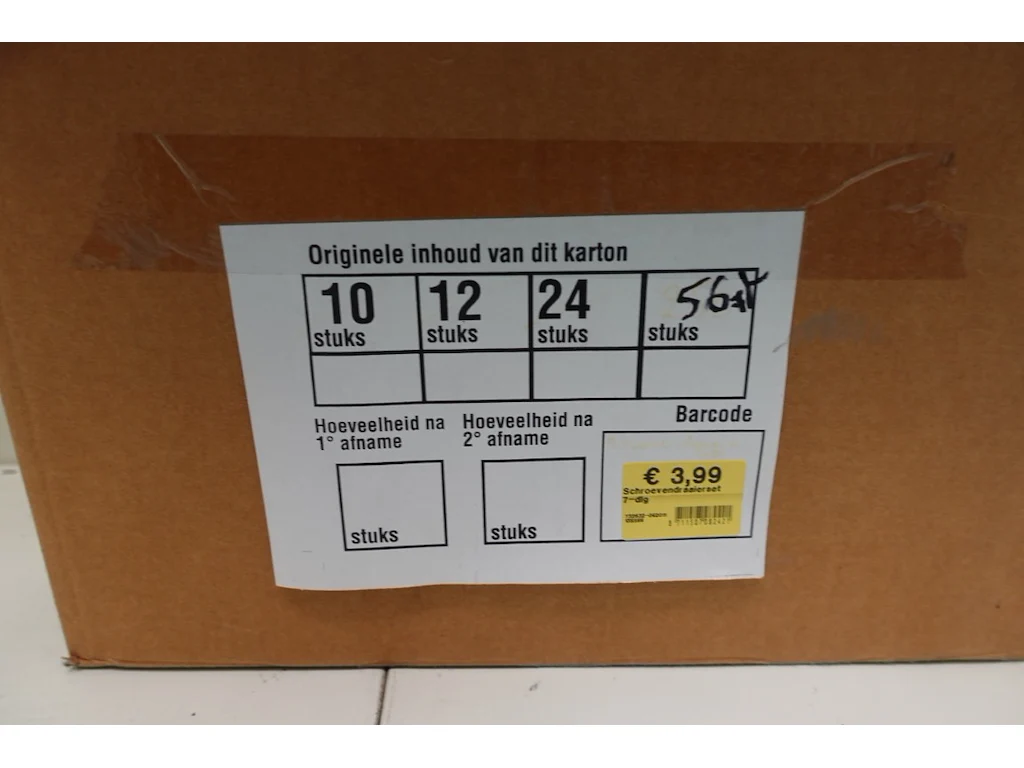 Originele inhoud van dit karton
10 12 24 56
stuks stuks stuks stuks
Hoeveelheid na 1° afname
Hoeveelheid na 2° afname
Barcode
stuks stuks
€ 3,99
Schroevendraaierset
7-dlg